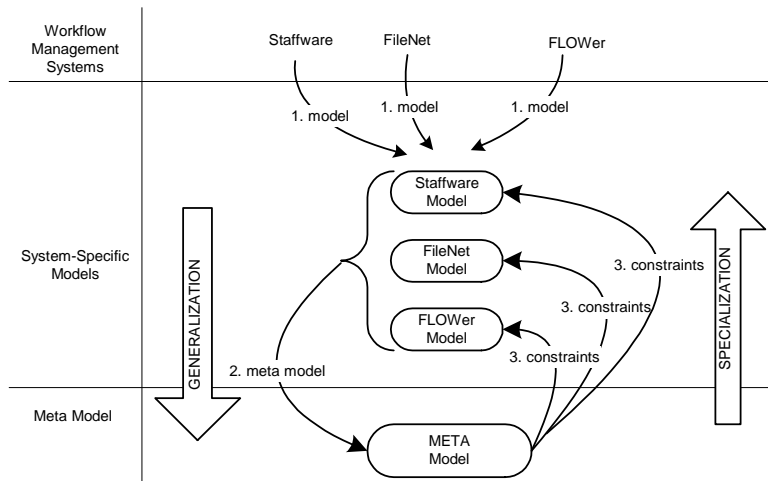 Workflow
Management
Systems
Staffware
FileNet
FLOWer
1. model
1. model
1. model
System-Specific
Models
GENERALIZATION
Staffware
Model
FileNet
Model
FLOWer
Model
3. constraints
3. constraints
3. constraints
SPECIALIZATION
2. meta model
Meta Model
META
Model